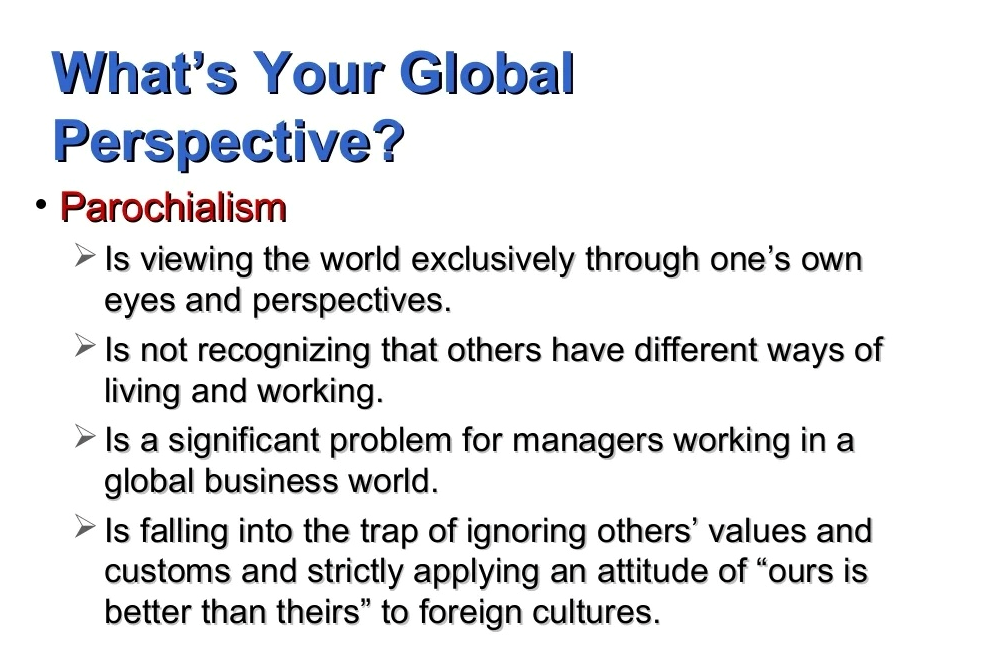 What’s Your Global
Perspective?
• Parochialism
➢ Is viewing the world exclusively through one’s own
eyes and perspectives.
➢ Is not recognizing that others have different ways of
living and working.
➢ Is a significant problem for managers working in a
global business world.
➢ Is falling into the trap of ignoring others’ values and
customs and strictly applying an attitude of “ours is
better than theirs” to foreign cultures.